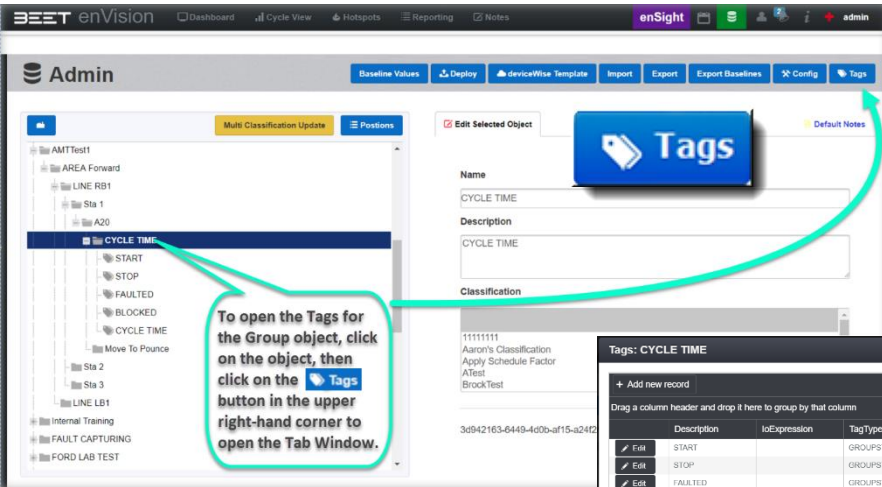 BEET enVision Dashboard Cycle View Hotspots Reporting Notes enSight 2 i admin
Admin
Baseline Values Deploy deviceWise Template Import Export Export Baselines Config Tags
Multi Classification Update Postions
Edit Selected Object Default Notes
Tags
AMTTest1
AREA Forward
LINE RB1
Sta 1
A20
CYCLE TIME
START
STOP
FAULTED
BLOCKED
CYCLE TIME
Move To Pounce
Sta 2
Sta 3
LINE LB1
Internal Training
FAULT CAPTURING
FORD LAB TEST
To open the Tags for
the Group object, click
on the object, then
click on the Tags
button in the upper
right-hand corner to
open the Tab Window.
Name
CYCLE TIME
Description
CYCLE TIME
Classification
11111111
Aaron's Classification
Apply Schedule Factor
ATest
BrockTest
3d942163-6449-4d0b-af15-a24f2
Tags: CYCLE TIME
+ Add new record
Drag a column header and drop it here to group by that column
Description IoExpression TagType
Edit START GROUPS
Edit STOP GROUPS
Edit FAULTED GROUPS